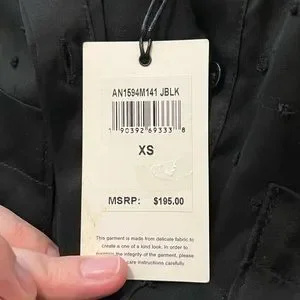 AN1594M141 JBLK
1 90392 69333 8
XS
MSRP: $195.00
This garment is made from delicate fabric to
create a one of a kind look. In order to
the integrity of the garment, please
care instructions carefully.